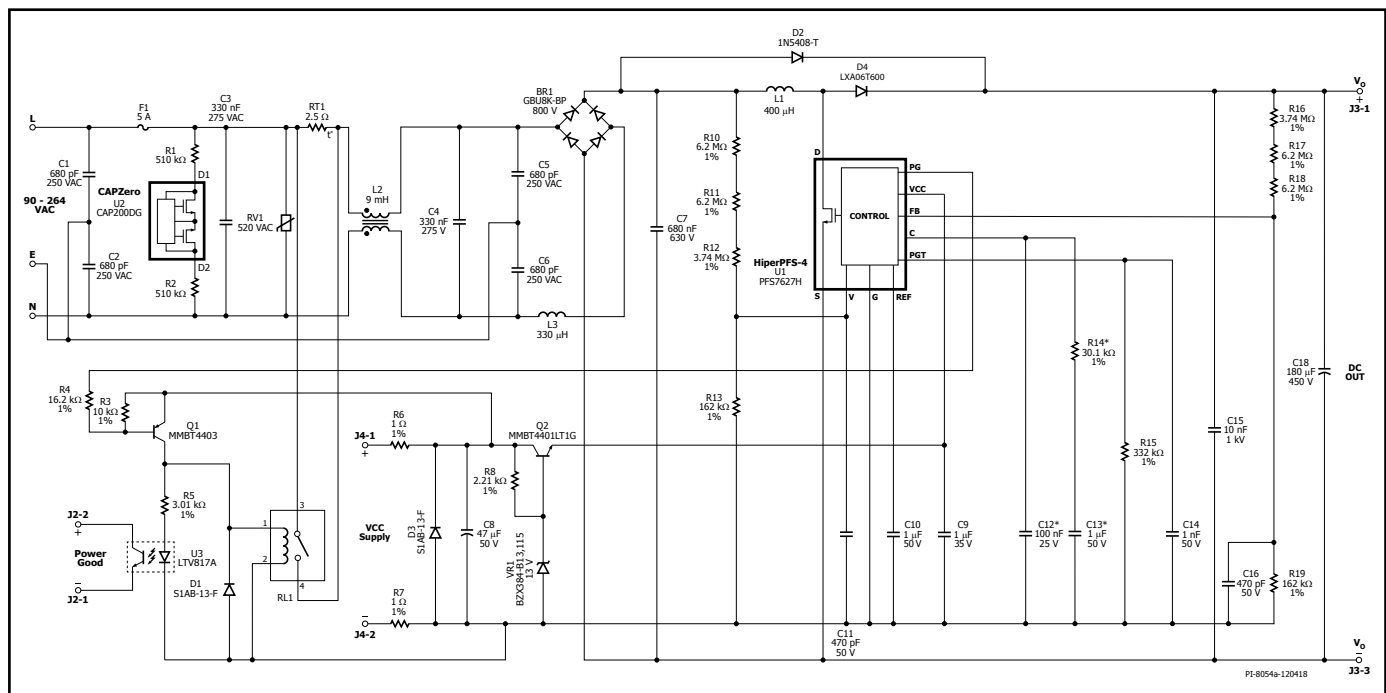 D2
1N5408-T
D4
LXA06T600
BR1
GBU8K-BP
800 V
L1
400 μH
VO
+
J3-1
C3
330 nF
275 VAC
RT1
2.5 Ω
t°
F1
5 A
L
R16
3.74 MΩ
1%
R17
6.2 MΩ
1%
R18
6.2 MΩ
1%
R10
6.2 MΩ
1%
R11
6.2 MΩ
1%
R12
3.74 MΩ
1%
R1
510 kΩ
C1
680 pF
250 VAC
CAPZero
U2
CAP200DG
D1
D2
90 - 264
VAC
L2
9 mH
RV1
520 VAC
C4
330 nF
275 V
C5
680 pF
250 VAC
C6
680 pF
250 VAC
C7
680 nF
630 V
D
PG
VCC
FB
C
PGT
CONTROL
HiperPFS-4
U1
PFS7627H
S
V
G
REF
E
C2
680 pF
250 VAC
R2
510 kΩ
N
L3
330 μH
R14*
30.1 kΩ
1%
C18
180 μF
450 V
DC
OUT
R4
16.2 kΩ
1%
R3
10 kΩ
1%
Q1
MMBT4403
R13
162 kΩ
1%
R6
1 Ω
1%
J4-1
+
Q2
MMBT4401LT1G
C15
10 nF
1 kV
R15
332 kΩ
1%
R8
2.21 kΩ
1%
R5
3.01 kΩ
1%
J2-2
+
Power
Good
–
J2-1
U3
LTV817A
D1
S1AB-13-F
1
2
3
4
RL1
VCC
Supply
D3
S1AB-13-F
C8
47 μF
50 V
VR1
BZX384-B13,115
13 V
C10
1 μF
50 V
C9
1 μF
35 V
C12*
100 nF
25 V
C13*
1 μF
50 V
C14
1 nF
50 V
C16
470 pF
50 V
R19
162 kΩ
1%
R7
1 Ω
1%
–
J4-2
C11
470 pF
50 V
VO
–
J3-3
PI-8054a-120418